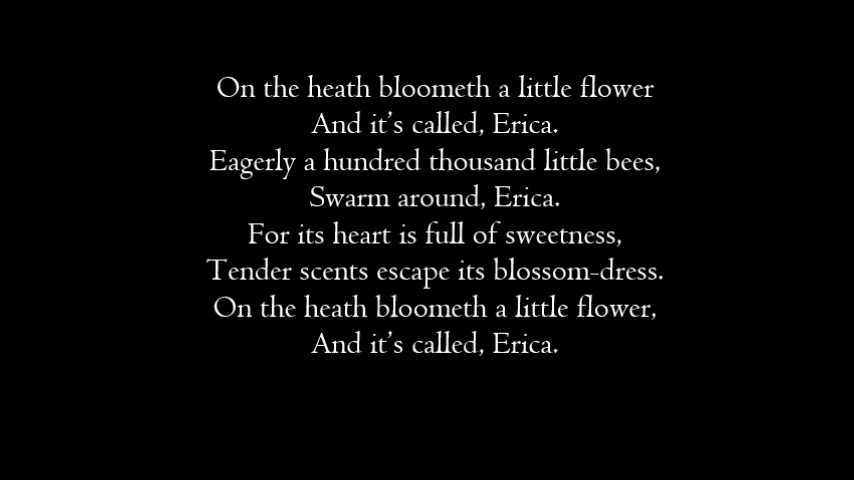 On the heath bloometh a little flower
And it's called, Erica.
Eagerly a hundred thousand little bees,
Swarm around, Erica.
For its heart is full of sweetness,
Tender scents escape its blossom-dress.
On the heath bloometh a little flower,
And it's called, Erica.